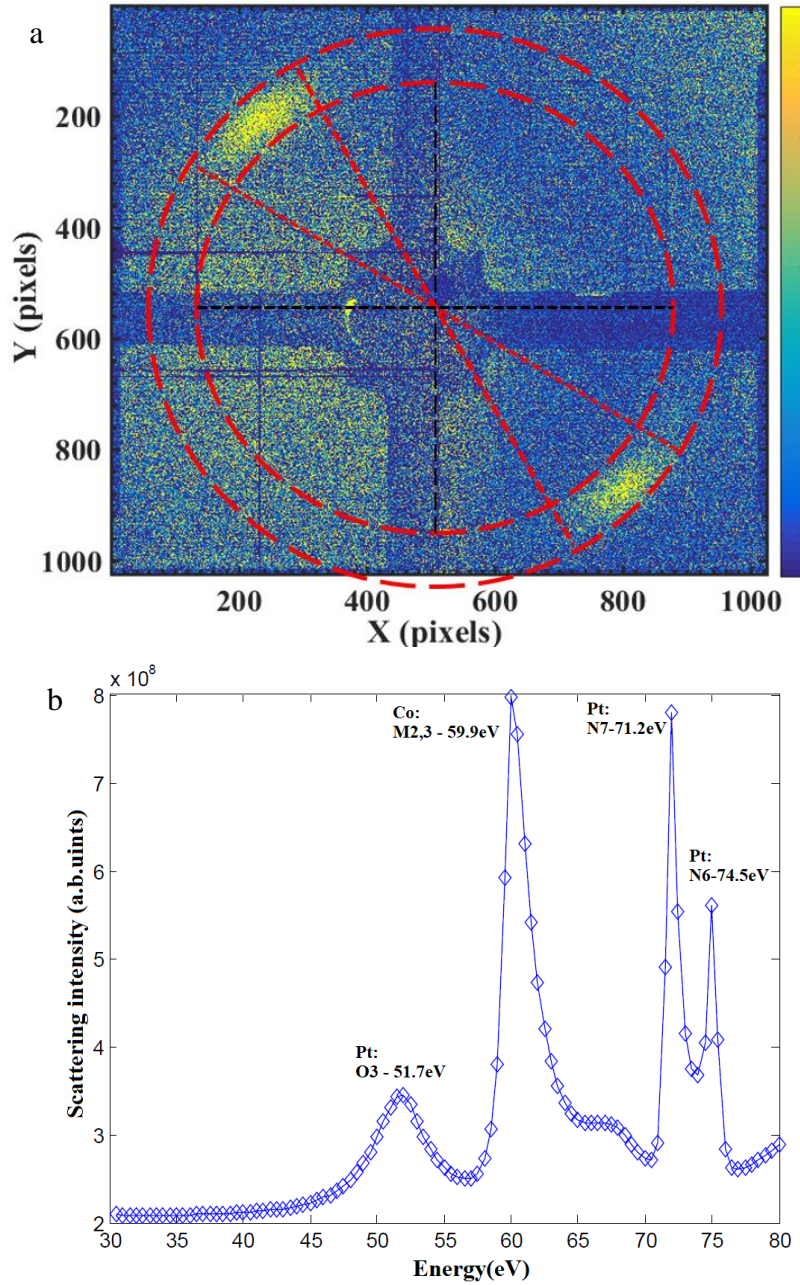 a
200
400
600
800
1000
Y (pixels)
200 400 600 800 1000
X (pixels)
b
x 10^8
8
7
6
5
4
3
2
Scattering intensity (a.b.uints)
Co:
M2,3 - 59.9eV
Pt:
N7-71.2eV
Pt:
N6-74.5eV
Pt:
O3 - 51.7eV
30 35 40 45 50 55 60 65 70 75 80
Energy(eV)